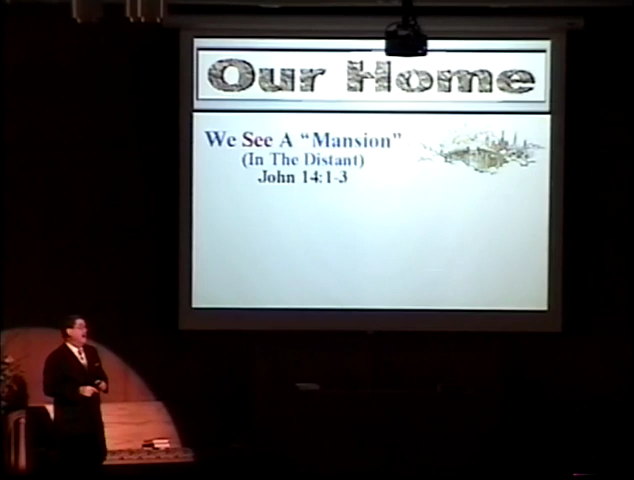 Our Home
We See A “Mansion”
(In The Distant)
John 14:1-3